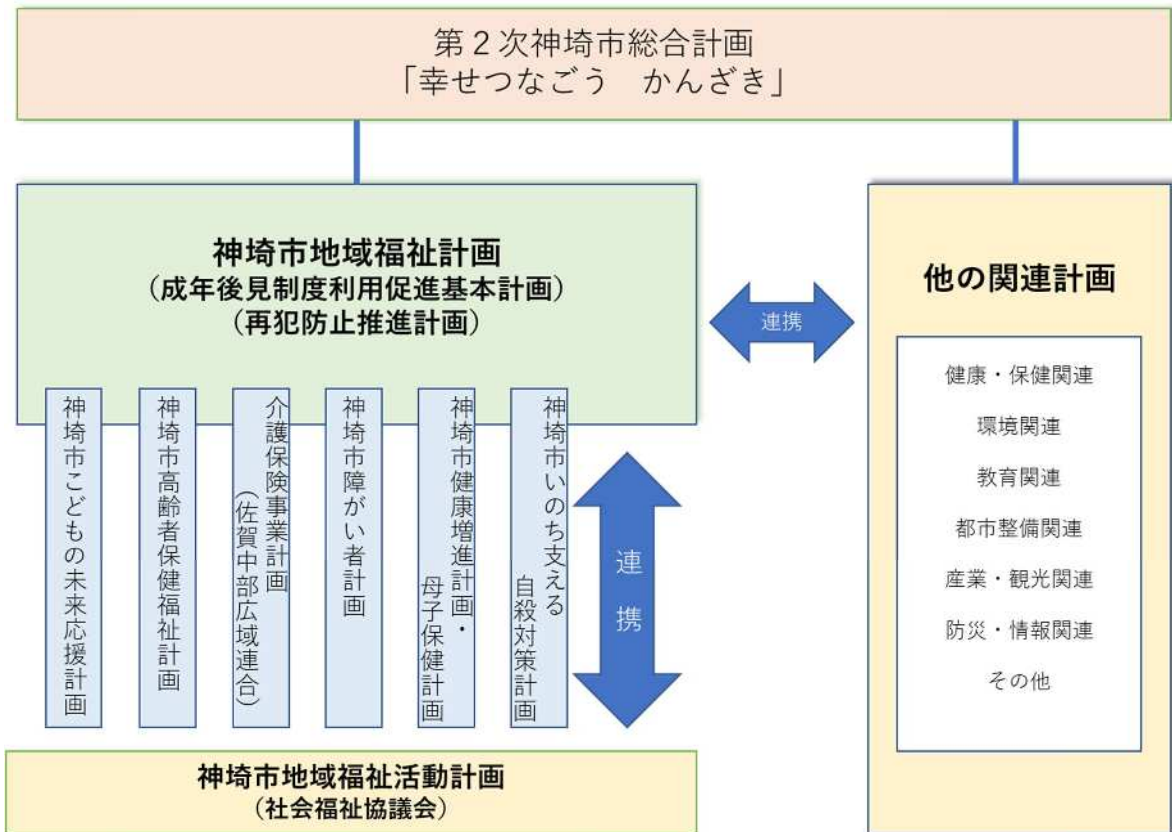 第２次神埼市総合計画
「幸せつなごう　かんざき」
神埼市地域福祉計画
（成年後見制度利用促進基本計画）
（再犯防止推進計画）
連携
他の関連計画
健康・保健関連
環境関連
教育関連
都市整備関連
産業・観光関連
防災・情報関連
その他
神埼市こどもの未来応援計画
神埼市高齢者保健福祉計画
介護保険事業計画
（佐賀中部広域連合）
神埼市障がい者計画
神埼市健康増進計画・
母子保健計画
神埼市いのち支える
自殺対策計画
連携
神埼市地域福祉活動計画
（社会福祉協議会）